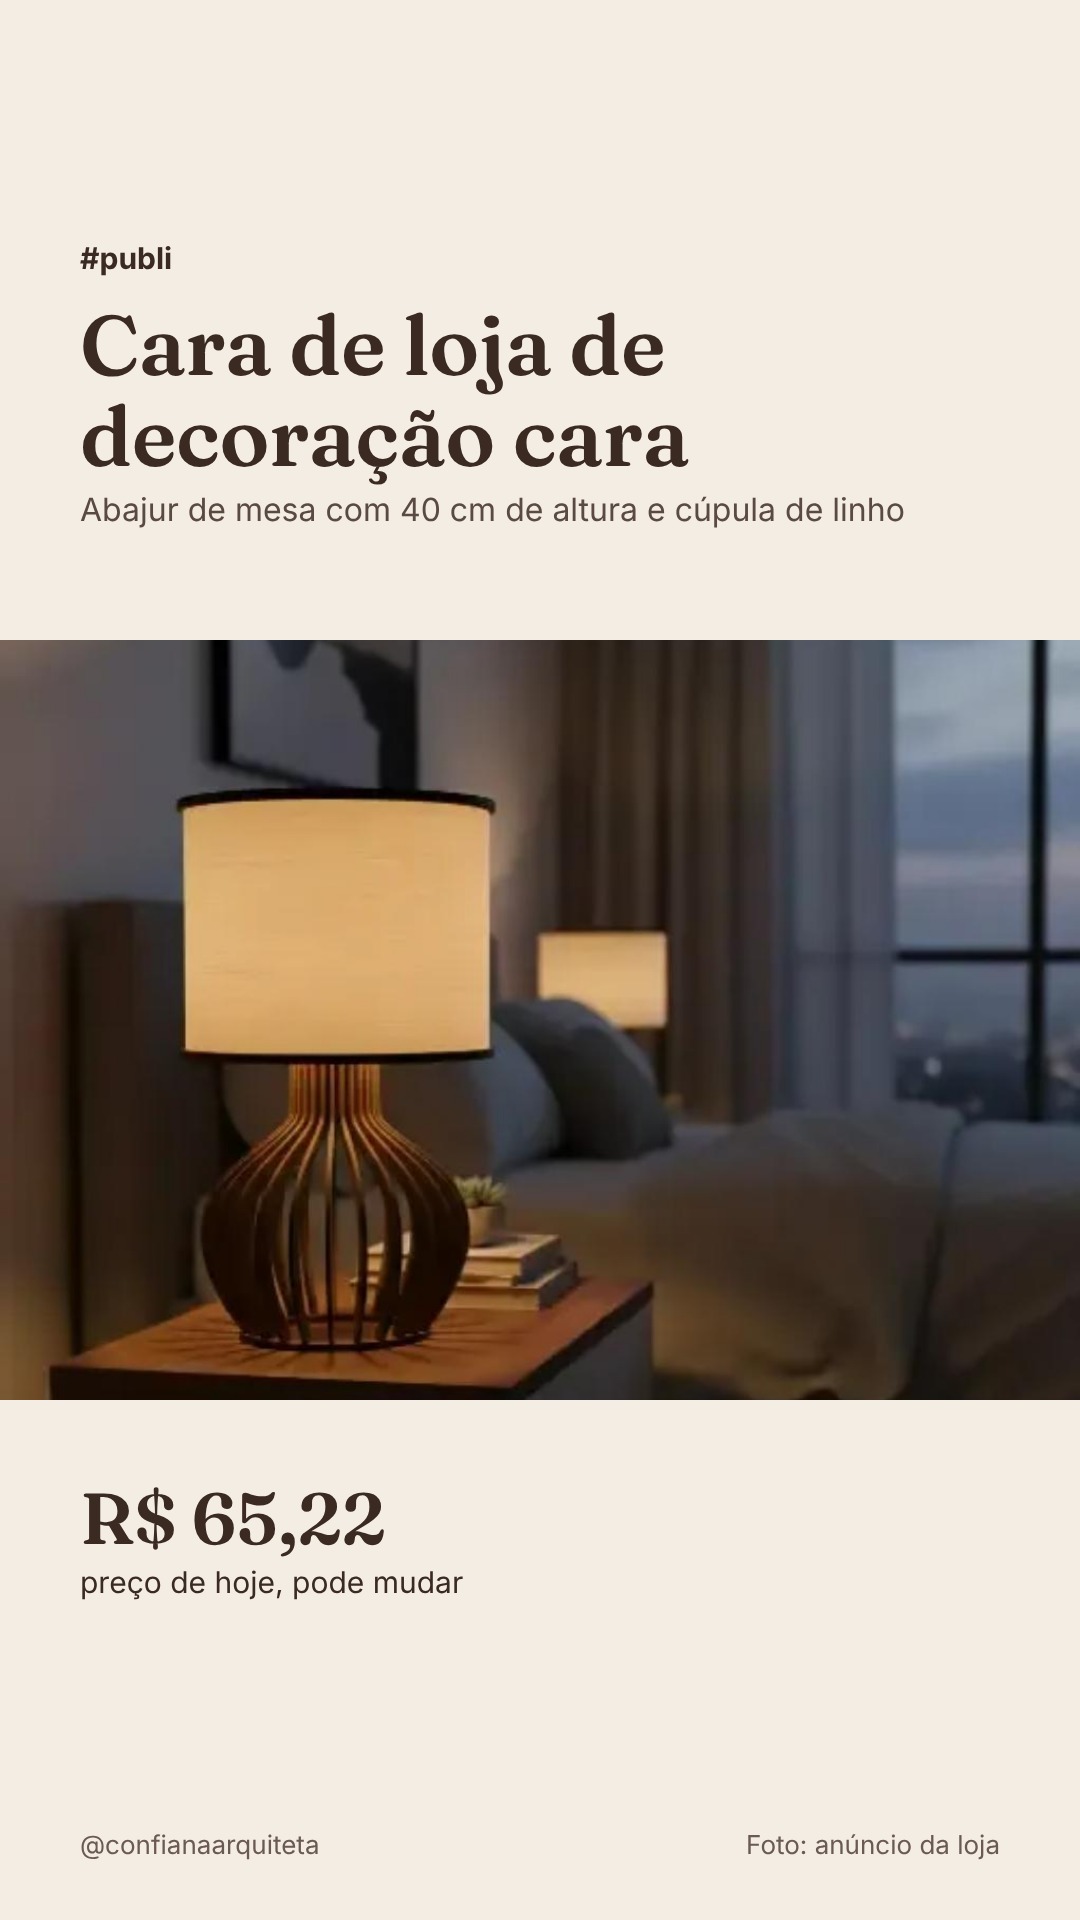 #publi
Cara de loja de
decoração cara
Abajur de mesa com 40 cm de altura e cúpula de linho
R$ 65,22
preço de hoje, pode mudar
@confianaarquiteta
Foto: anúncio da loja